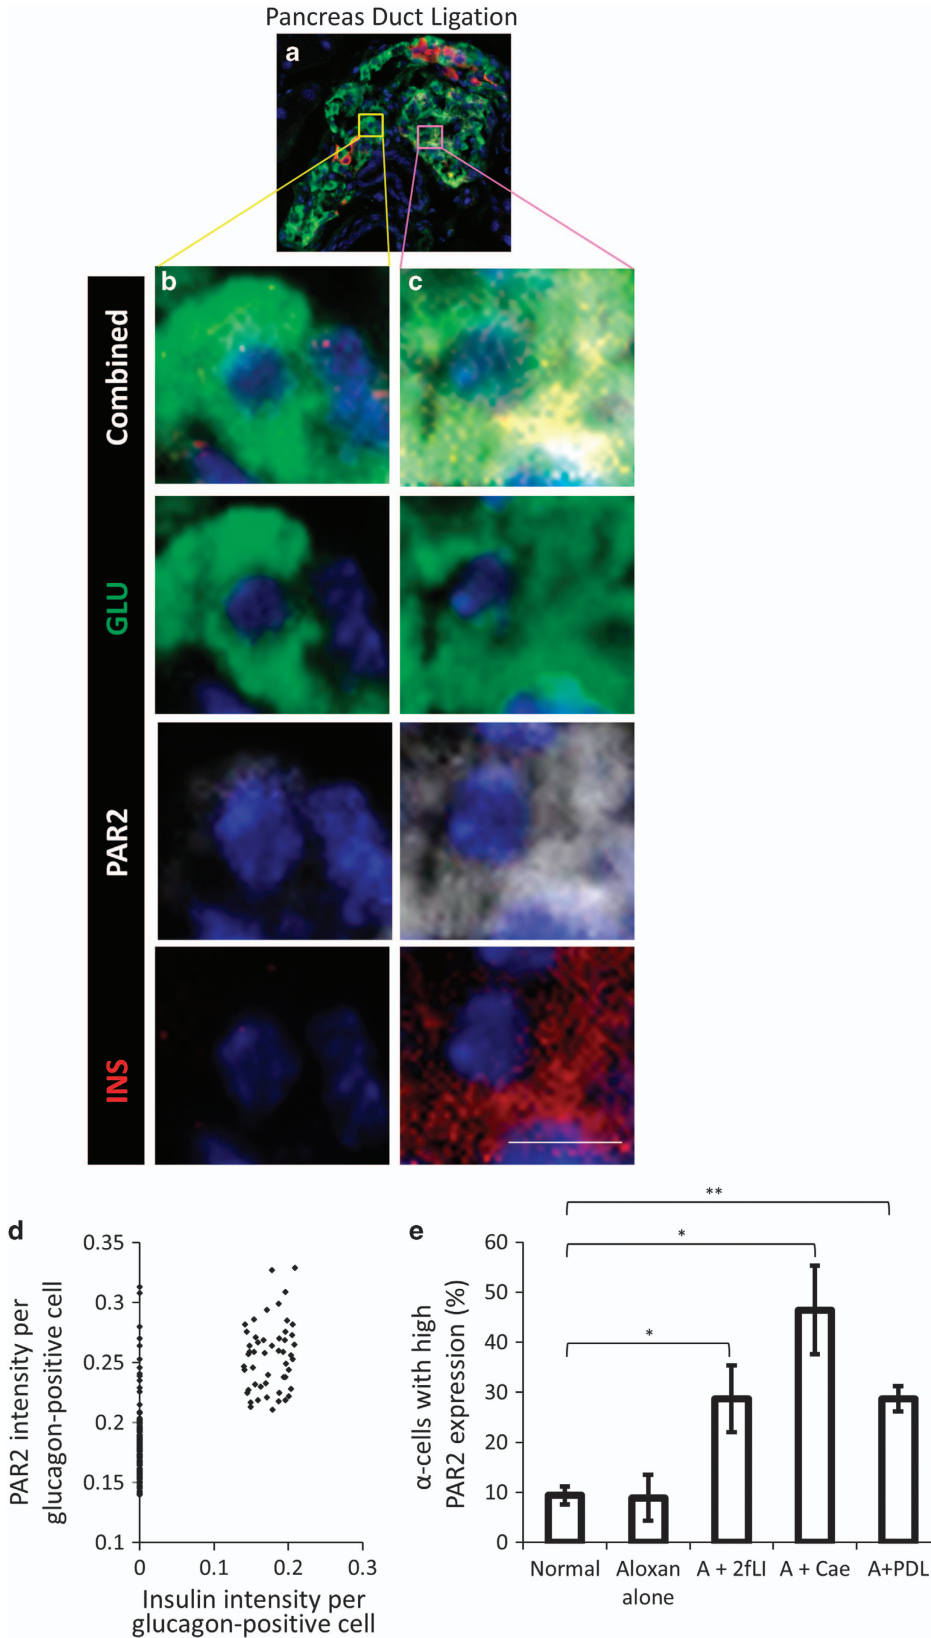 Pancreas Duct Ligation
a
b
c
Combined
GLU
PAR2
INS
d
0.35
0.3
0.25
0.2
0.15
0.1
0
0.1
0.2
0.3
PAR2 intensity per
glucagon-positive cell
Insulin intensity per
glucagon-positive cell
e
**
*
*
60
50
40
30
20
10
0
α-cells with high
PAR2 expression (%)
Normal
Aloxan
alone
A + 2fLI
A + Cae
A+PDL